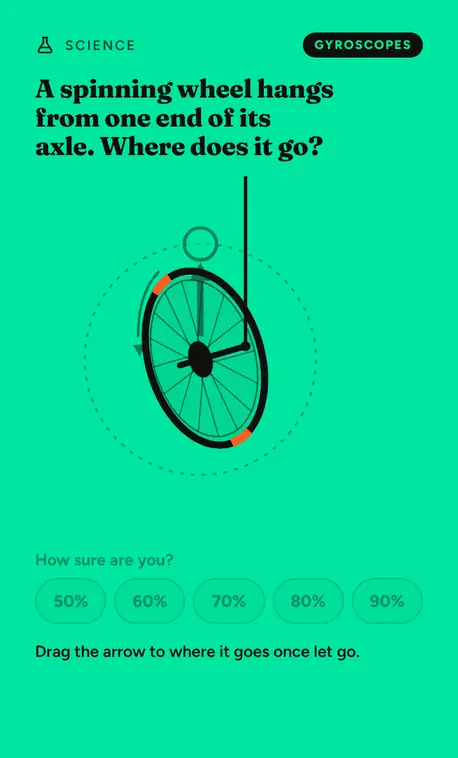 SCIENCE
GYROSCOPES
A spinning wheel hangs
from one end of its
axle. Where does it go?
How sure are you?
50%
60%
70%
80%
90%
Drag the arrow to where it goes once let go.